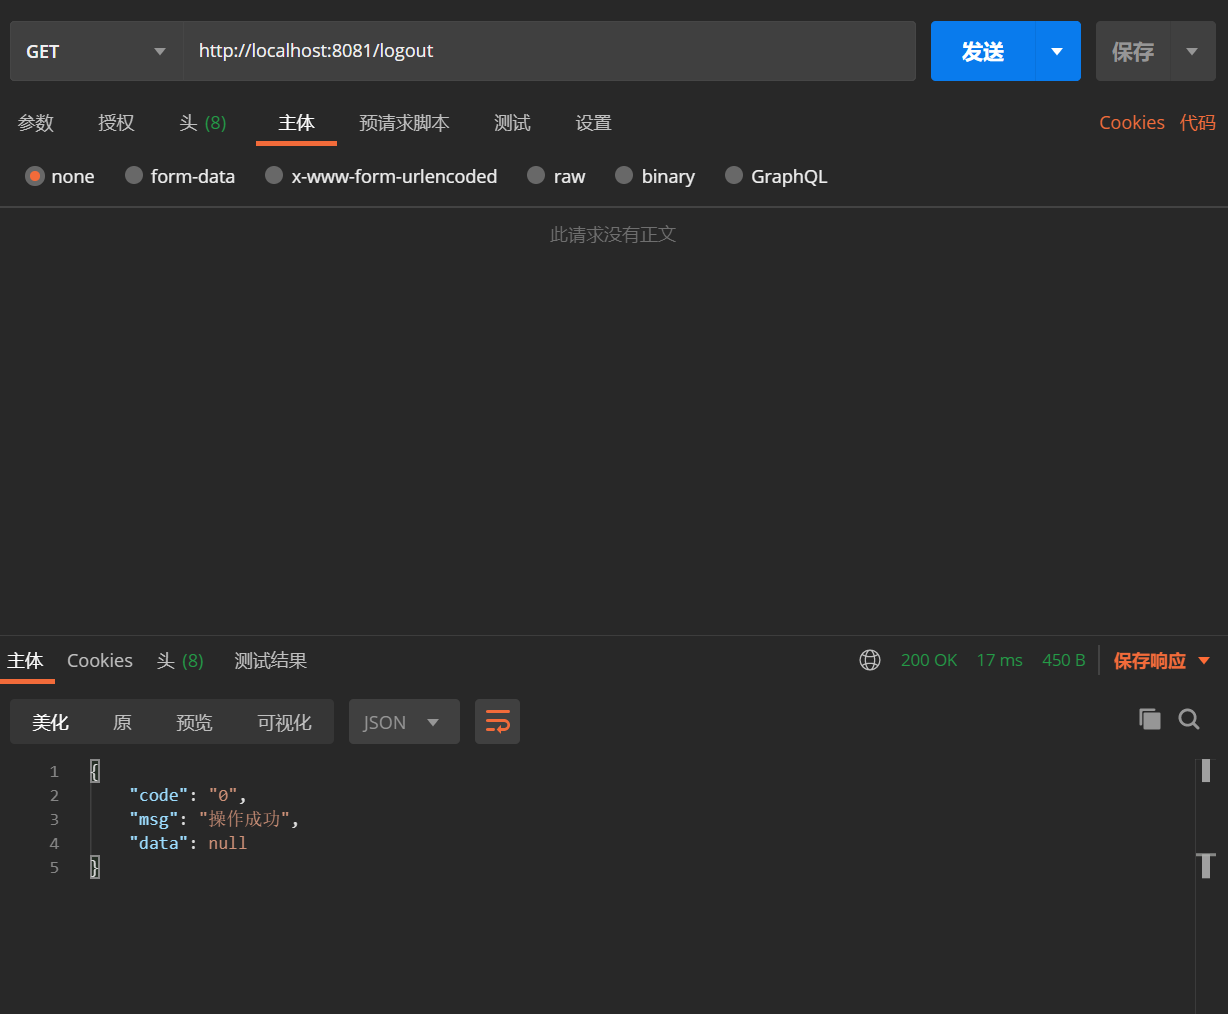 GET http://localhost:8081/logout 发送 保存
参数 授权 头 (8) 主体 预请求脚本 测试 设置 Cookies 代码
none form-data x-www-form-urlencoded raw binary GraphQL
此请求没有正文
主体 Cookies 头 (8) 测试结果 200 OK 17 ms 450 B 保存响应
美化 原 预览 可视化 JSON
1 {
2 "code": "0",
3 "msg": "操作成功",
4 "data": null
5 }